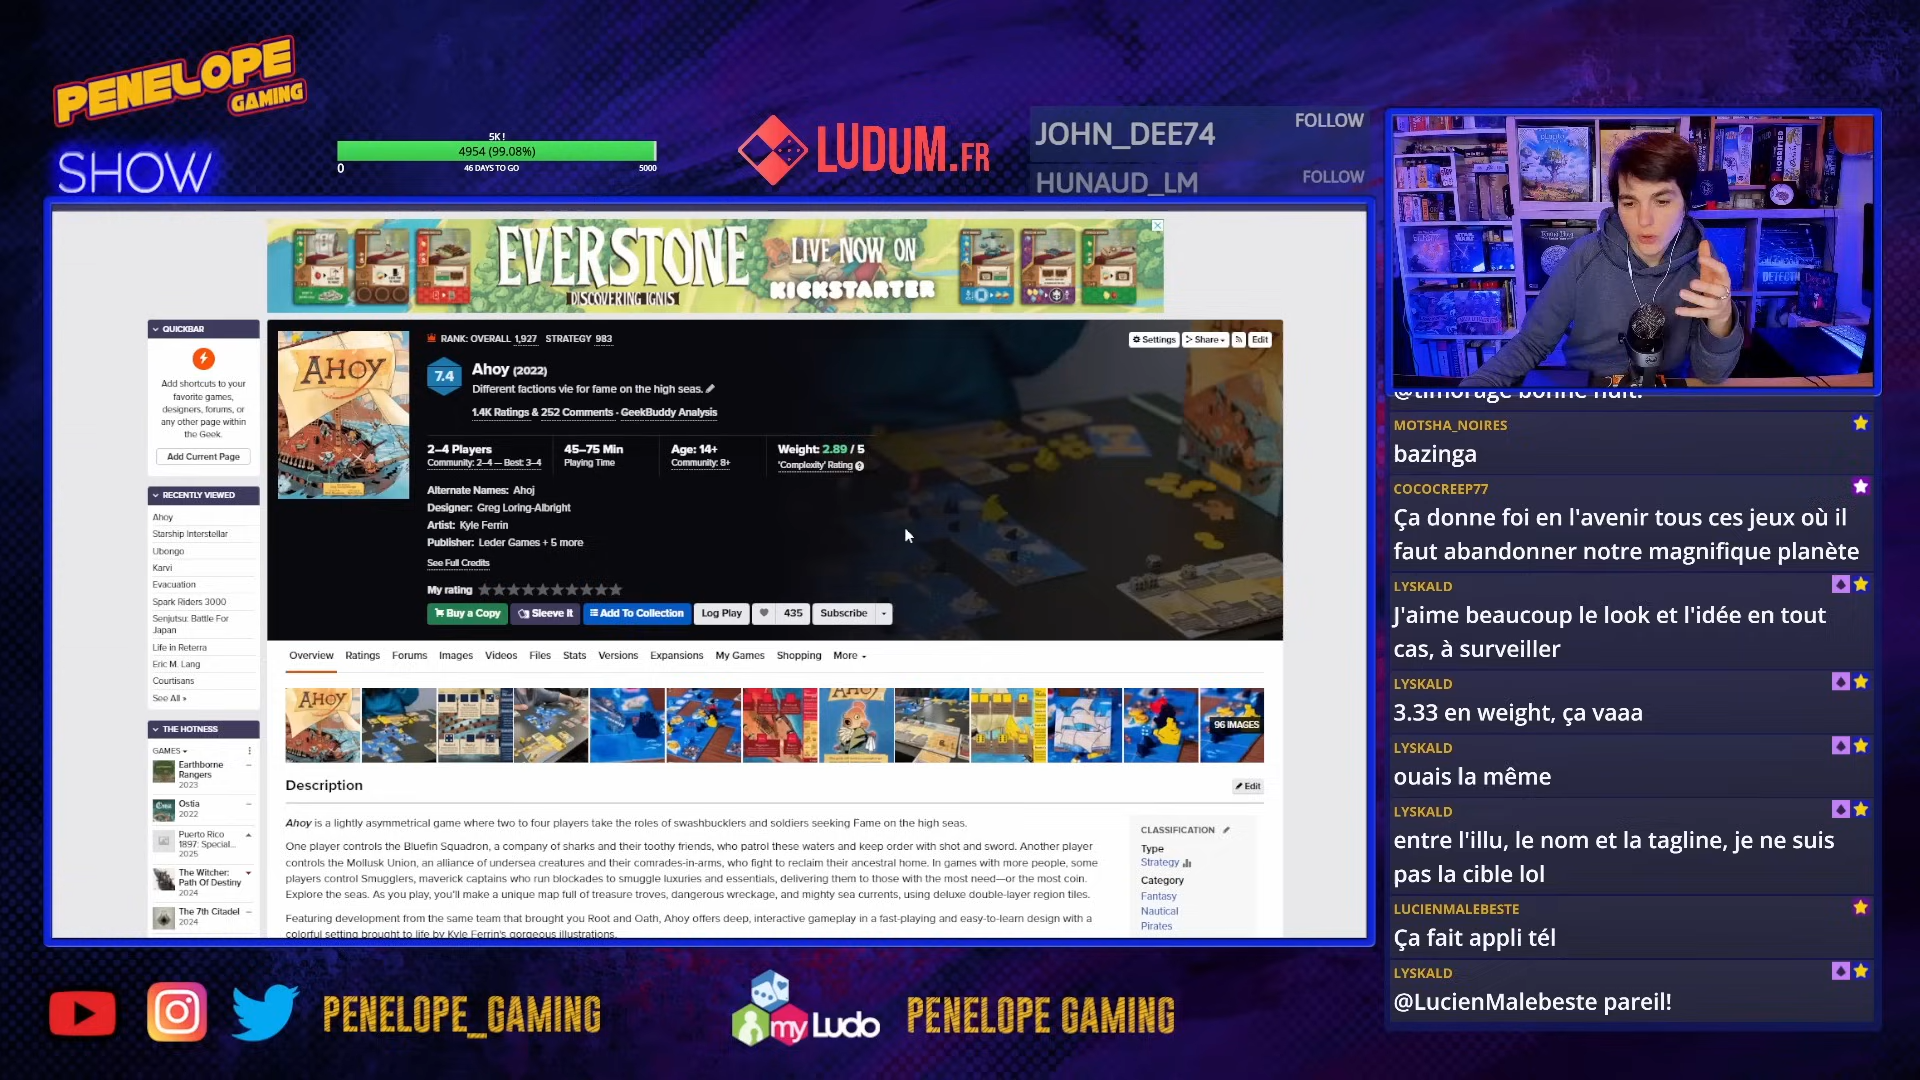 PENELOPE
GAMING
SHOW
5K !
4954 (99.08%)
0
46 DAYS TO GO
5000
LUDUM.FR
JOHN_DEE74
FOLLOW
HUNAUD_LM
FOLLOW
EVERSTONE
DISCOVERING IGNIS
LIVE NOW ON
KICKSTARTER
QUICKBAR
Add shortcuts to your
favorite games,
designers, forums, or
any other page within
the Geek.
Add Current Page
RECENTLY VIEWED
Ahoy
Starship Interstellar
Ubongo
Karvi
Evacuation
Spark Riders 3000
Senjutsu: Battle For
Japan
Life in Reterra
Eric M. Lang
Courtisans
See All »
THE HOTNESS
GAMES
Earthborne
Rangers
2023
Ostia
2022
Puerto Rico
1897: Special...
2025
The Witcher:
Path Of Destiny
2024
The 7th Citadel
2024
AHOY
RANK: OVERALL 1,927 STRATEGY 983
Settings
Share
Edit
7.4
Ahoy (2022)
Different factions vie for fame on the high seas.
1.4K Ratings & 252 Comments · GeekBuddy Analysis
2–4 Players
Community: 2–4 — Best: 3–4
45–75 Min
Playing Time
Age: 14+
Community: 8+
Weight: 2.89 / 5
'Complexity' Rating
Alternate Names: Ahoj
Designer: Greg Loring-Albright
Artist: Kyle Ferrin
Publisher: Leder Games + 5 more
See Full Credits
My rating
Buy a Copy
Sleeve It
Add To Collection
Log Play
435
Subscribe
Overview Ratings Forums Images Videos Files Stats Versions Expansions My Games Shopping More
AHOY
AHOY
96 IMAGES
Description
Edit
Ahoy is a lightly asymmetrical game where two to four players take the roles of swashbucklers and soldiers seeking Fame on the high seas.
One player controls the Bluefin Squadron, a company of sharks and their toothy friends, who patrol these waters and keep order with shot and sword. Another player
controls the Mollusk Union, an alliance of undersea creatures and their comrades-in-arms, who fight to reclaim their ancestral home. In games with more people, some
players control Smugglers, maverick captains who run blockades to smuggle luxuries and essentials, delivering them to those with the most need—or the most coin.
Explore the seas. As you play, you'll make a unique map full of treasure troves, dangerous wreckage, and mighty sea currents, using deluxe double-layer region tiles.
Featuring development from the same team that brought you Root and Oath, Ahoy offers deep, interactive gameplay in a fast-playing and easy-to-learn design with a
colorful setting brought to life by Kyle Ferrin's gorgeous illustrations.
CLASSIFICATION
Type
Strategy
Category
Fantasy
Nautical
Pirates
@timorage bonne nuit!
MOTSHA_NOIRES
bazinga
COCOCREEP77
Ça donne foi en l'avenir tous ces jeux où il
faut abandonner notre magnifique planète
LYSKALD
J'aime beaucoup le look et l'idée en tout
cas, à surveiller
LYSKALD
3.33 en weight, ça vaaa
LYSKALD
ouais la même
LYSKALD
entre l'illu, le nom et la tagline, je ne suis
pas la cible lol
LUCIENMALEBESTE
Ça fait appli tél
LYSKALD
@LucienMalebeste pareil!
PENELOPE_GAMING
my Ludo
PENELOPE GAMING